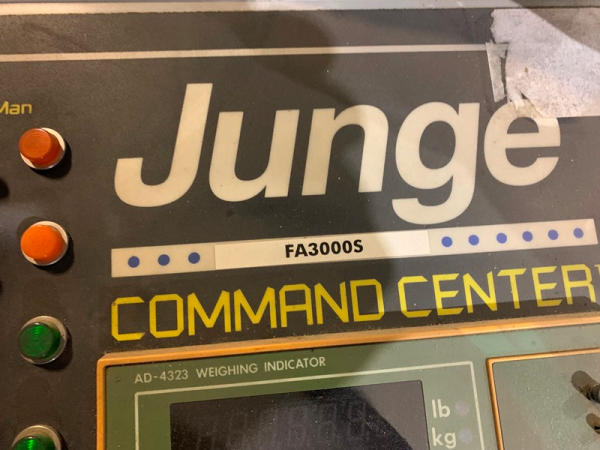 Man
Junge
FA3000S
COMMAND CENTER
AD-4323 WEIGHING INDICATOR
lb
kg